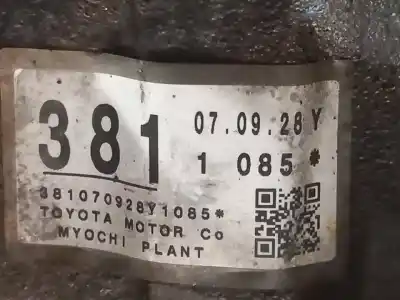 381 07.09.28 Y
1 085 *
381070928Y1085*
TOYOTA MOTOR Co
MYOCHI PLANT